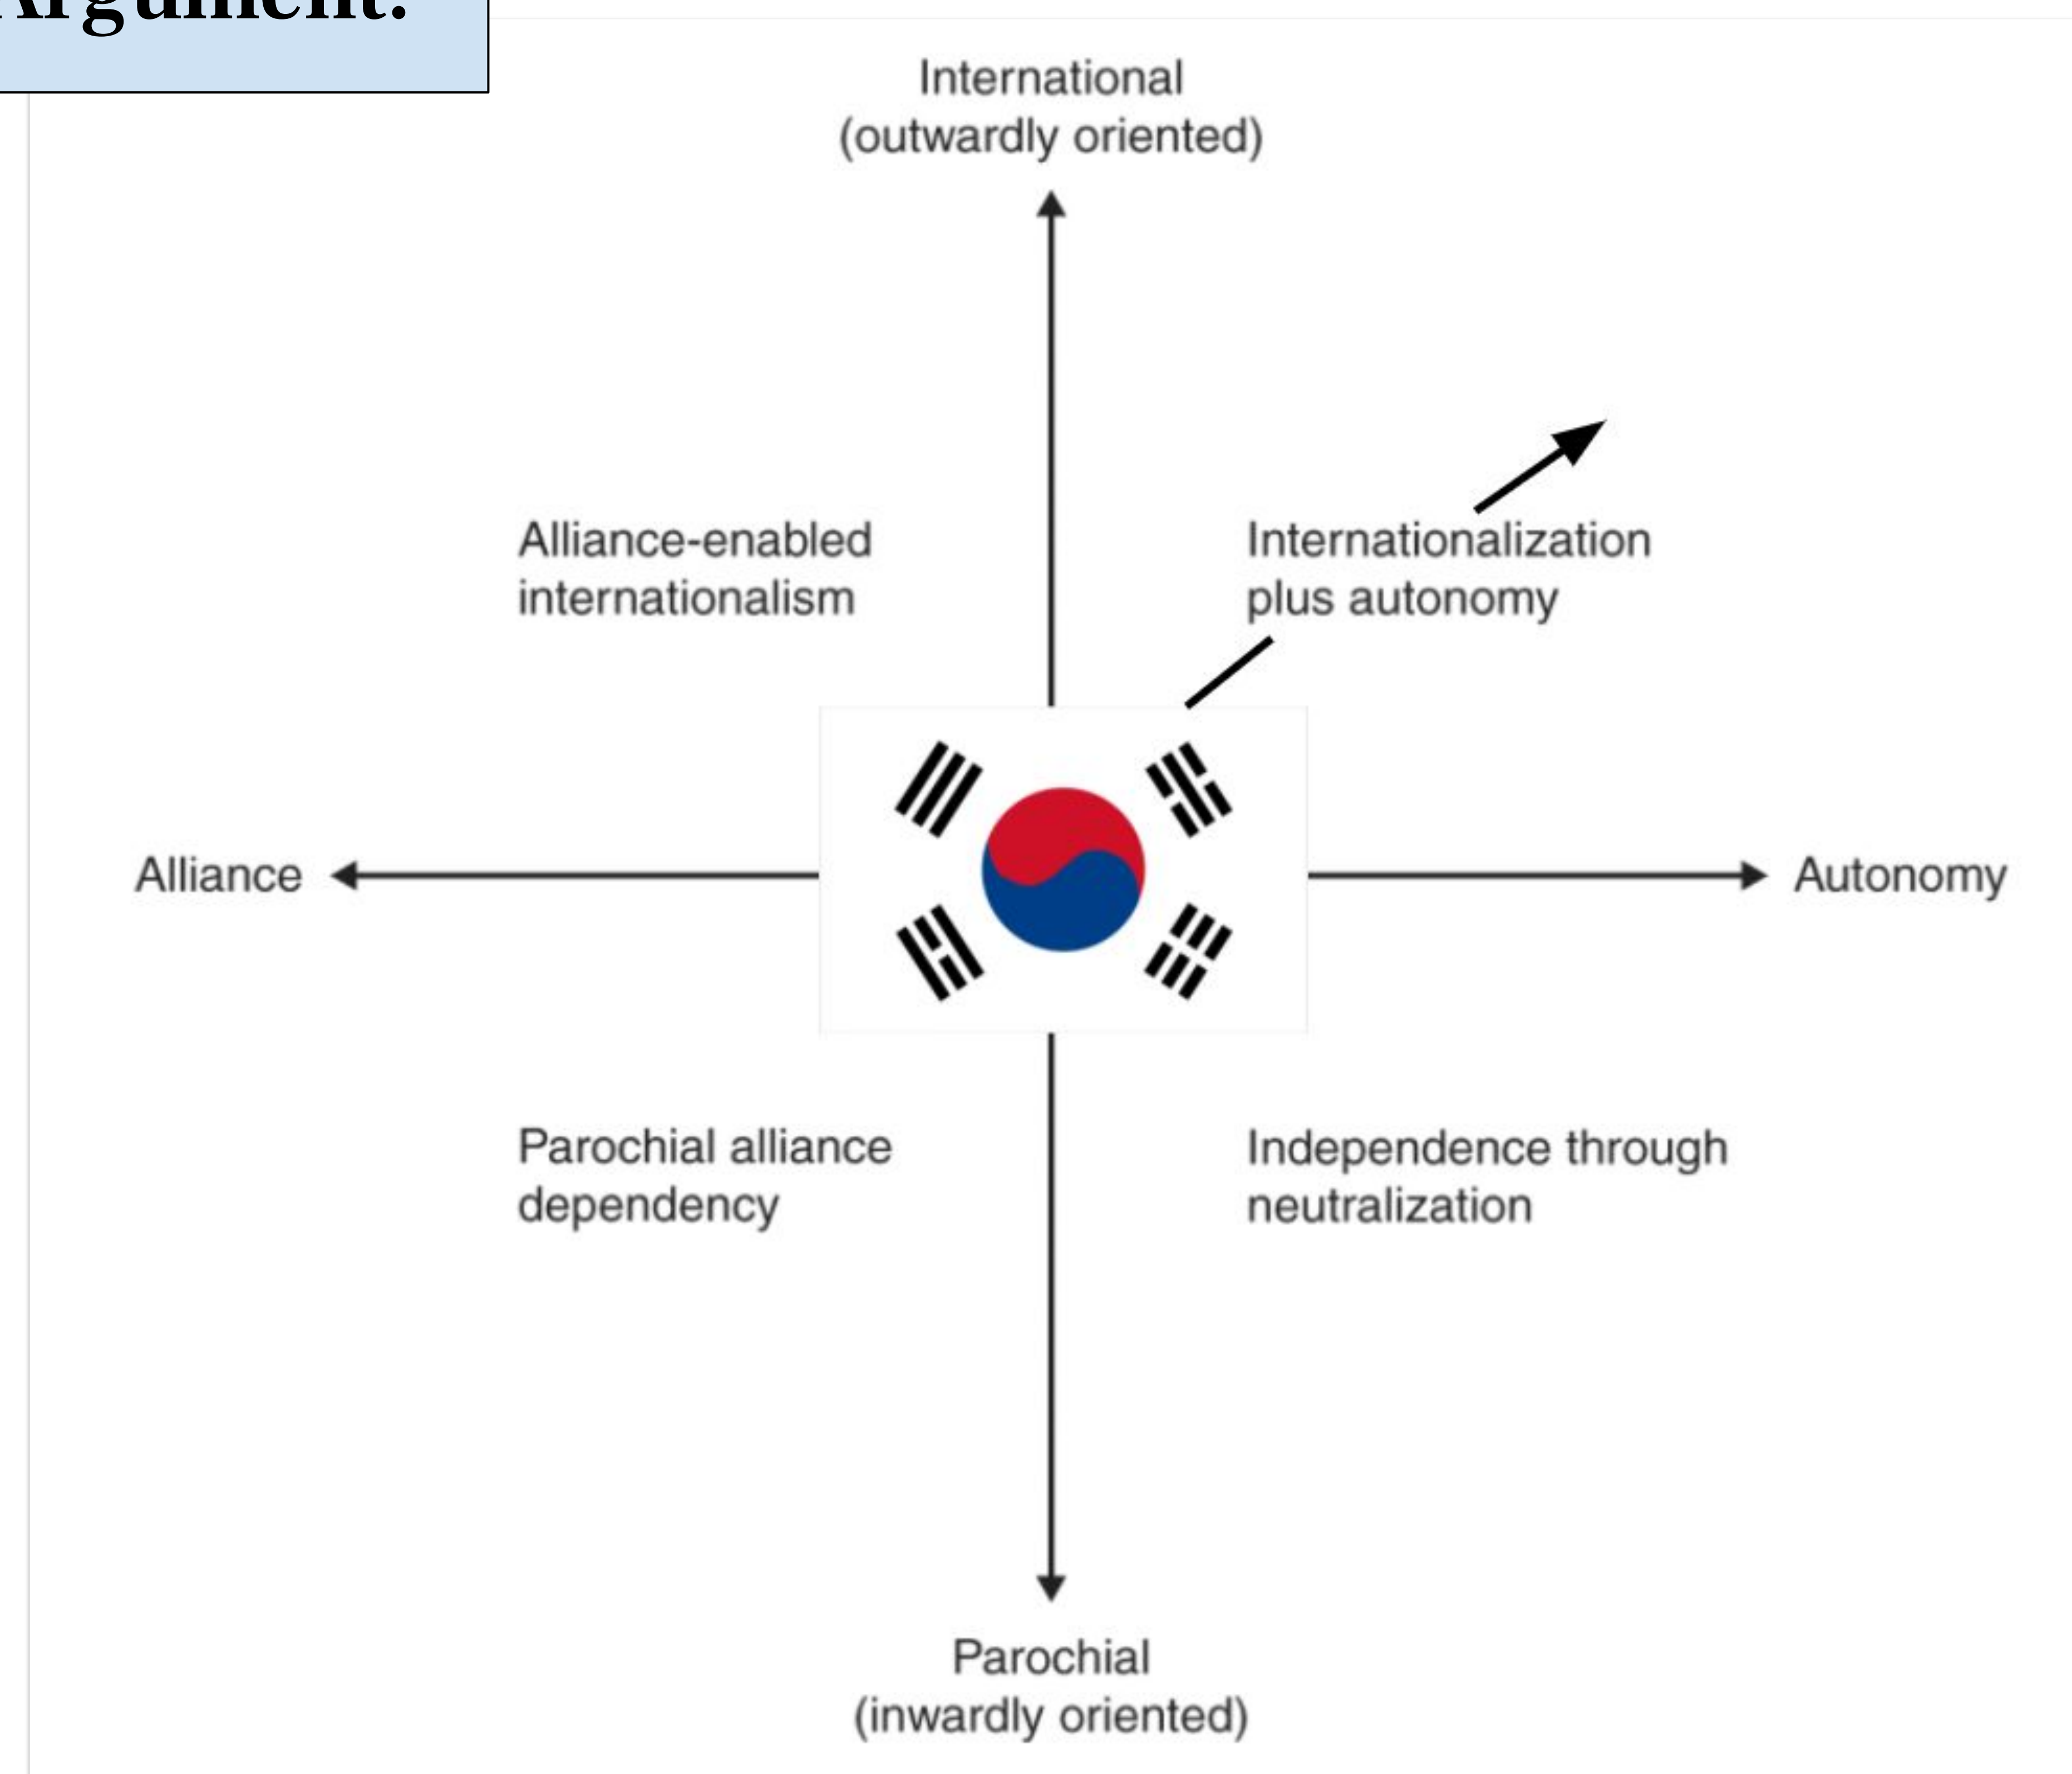 Argument:
International
(outwardly oriented)
Alliance-enabled
internationalism
Internationalization
plus autonomy
Alliance
Autonomy
Parochial alliance
dependency
Independence through
neutralization
Parochial
(inwardly oriented)